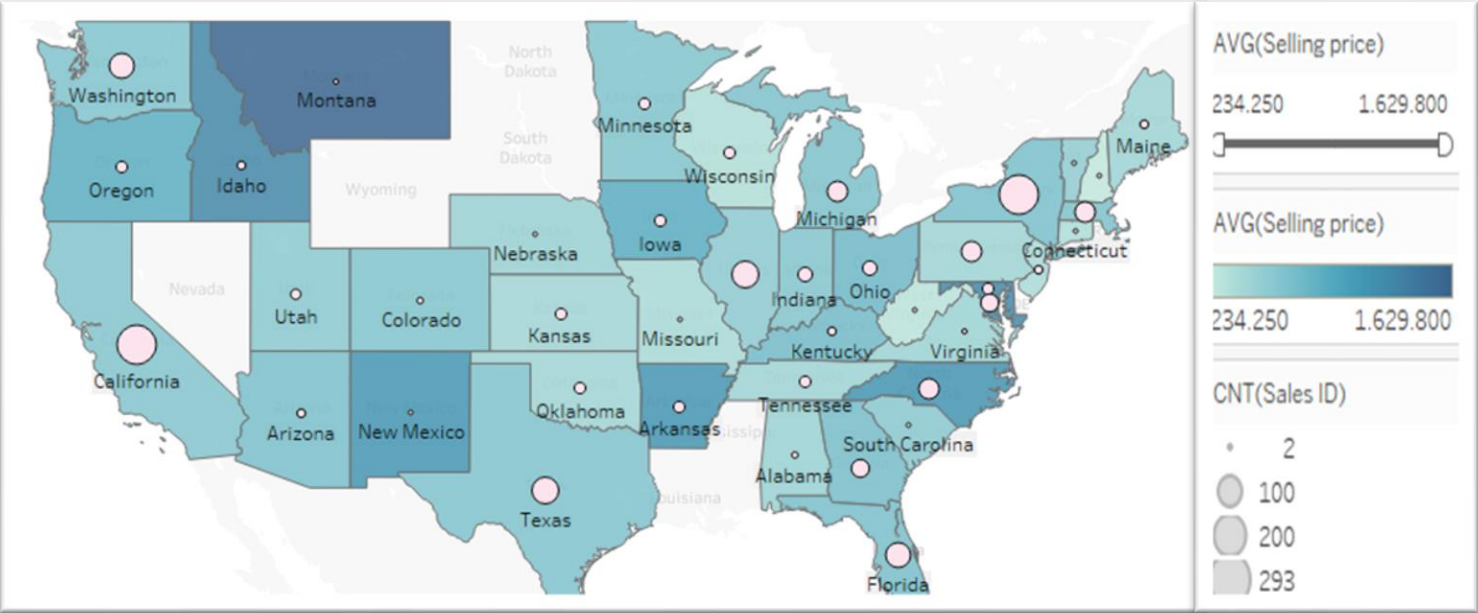 North
Dakota
Washington
Montana
Minnesota
South
Dakota
Maine
Wisconsin
Oregon
Idaho
Wyoming
Michigan
Nebraska
Iowa
Connecticut
Nevada
Utah
Colorado
Kansas
Missouri
Indiana
Ohio
Kentucky
Virginia
California
Oklahoma
Tennessee
Arizona
New Mexico
Arkansas
South Carolina
Alabama
Texas
Florida
AVG(Selling price)
234.250 1.629.800
AVG(Selling price)
234.250 1.629.800
CNT(Sales ID)
2
100
200
293